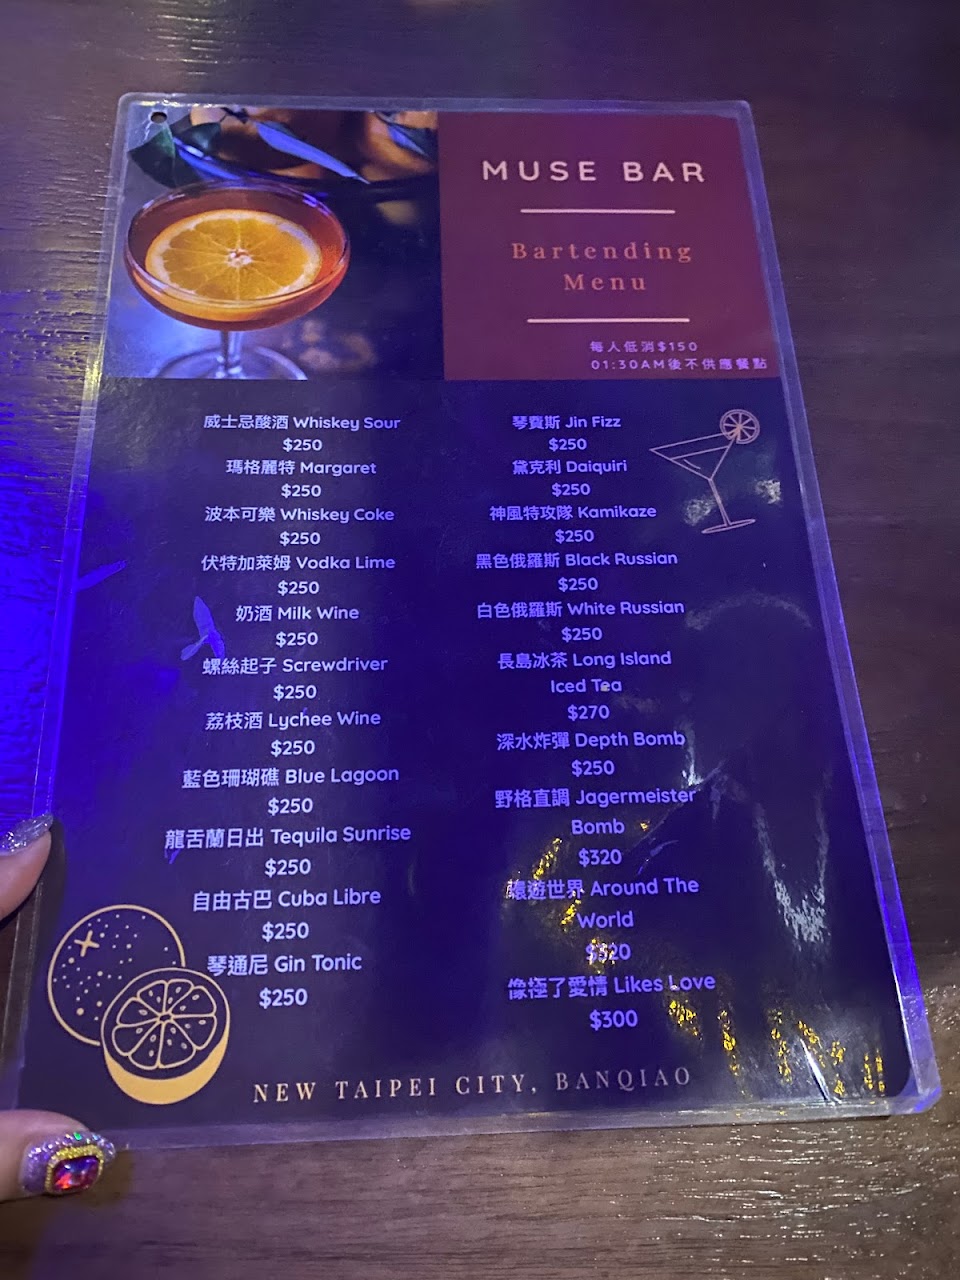 MUSE BAR
Bartending
Menu
每人低消$150
01:30AM後不供應餐點
威士忌酸酒 Whiskey Sour
$250
瑪格麗特 Margaret
$250
波本可樂 Whiskey Coke
$250
伏特加萊姆 Vodka Lime
$250
奶酒 Milk Wine
$250
螺絲起子 Screwdriver
$250
荔枝酒 Lychee Wine
$250
藍色珊瑚礁 Blue Lagoon
$250
龍舌蘭日出 Tequila Sunrise
$250
自由古巴 Cuba Libre
$250
琴通尼 Gin Tonic
$250
琴費斯 Jin Fizz
$250
黛克利 Daiquiri
$250
神風特攻隊 Kamikaze
$250
黑色俄羅斯 Black Russian
$250
白色俄羅斯 White Russian
$250
長島冰茶 Long Island
Iced Tea
$270
深水炸彈 Depth Bomb
$250
野格直調 Jagermeister
Bomb
$320
環遊世界 Around The
World
$320
像極了愛情 Likes Love
$300
NEW TAIPEI CITY, BANQIAO